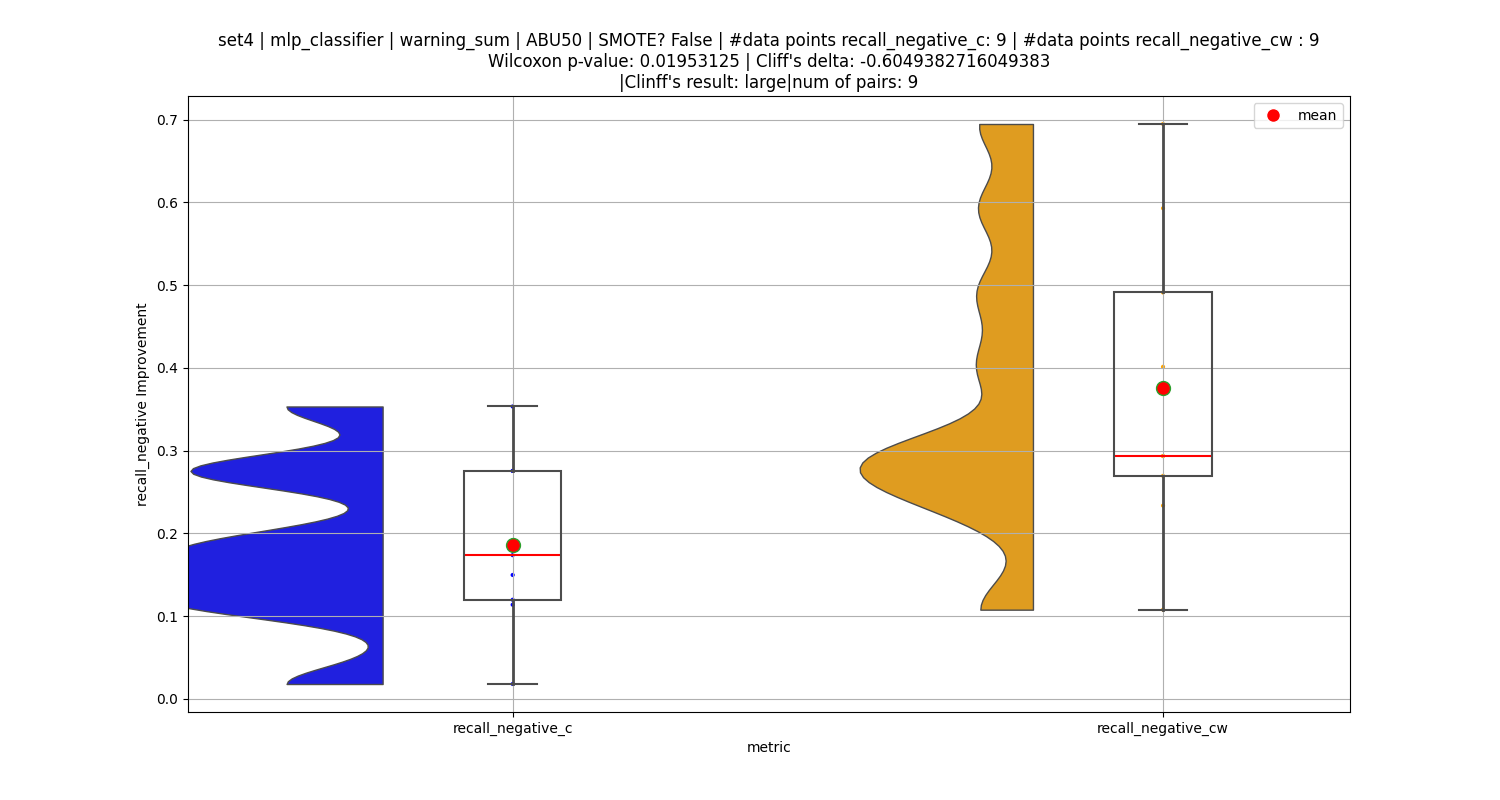 set4 | mlp_classifier | warning_sum | ABU50 | SMOTE? False | #data points recall_negative_c: 9 | #data points recall_negative_cw : 9
Wilcoxon p-value: 0.01953125 | Cliff's delta: -0.6049382716049383
|Clinff's result: large|num of pairs: 9
mean
0.7
0.6
0.5
0.4
0.3
0.2
0.1
0.0
recall_negative Improvement
recall_negative_c
recall_negative_cw
metric